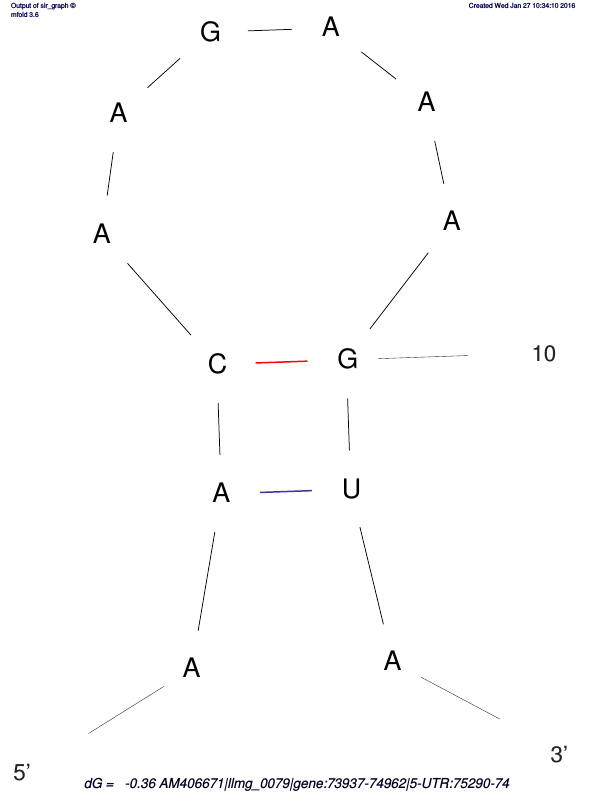 Output of sir_graph ©
mfold 3.6
Created Wed Jan 27 10:34:10 2016
G A
A A
A A
C G 10
A U
A A
5' 3'
dG = -0.36 AM406671|llmg_0079|gene:73937-74962|5-UTR:75290-74